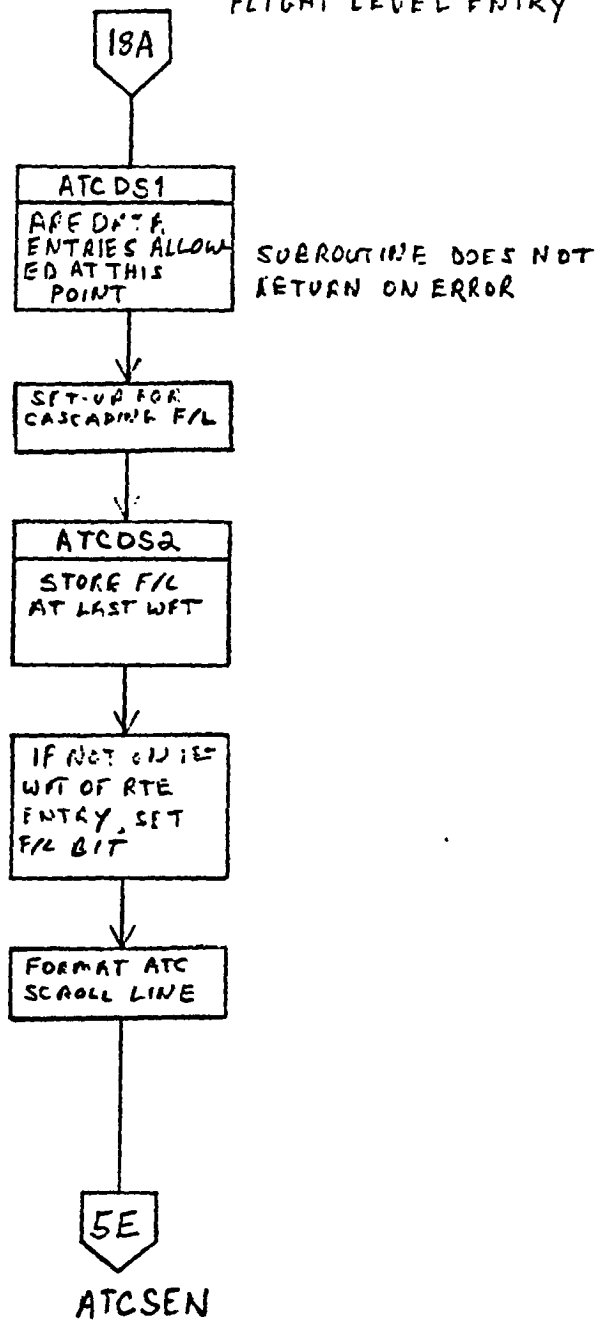 FLIGHT LEVEL ENTRY
18A
ATCDS1
ARE DATA
ENTRIES ALLOW
ED AT THIS
POINT
SUBROUTINE DOES NOT
RETURN ON ERROR
SET-UP FOR
CASCADING F/L
ATCDS2
STORE F/L
AT LAST WPT
IF NOT ON
WPT OF RTE
ENTRY, SET
F/L BIT
FORMAT ATC
SCROLL LINE
5E
ATCSEN